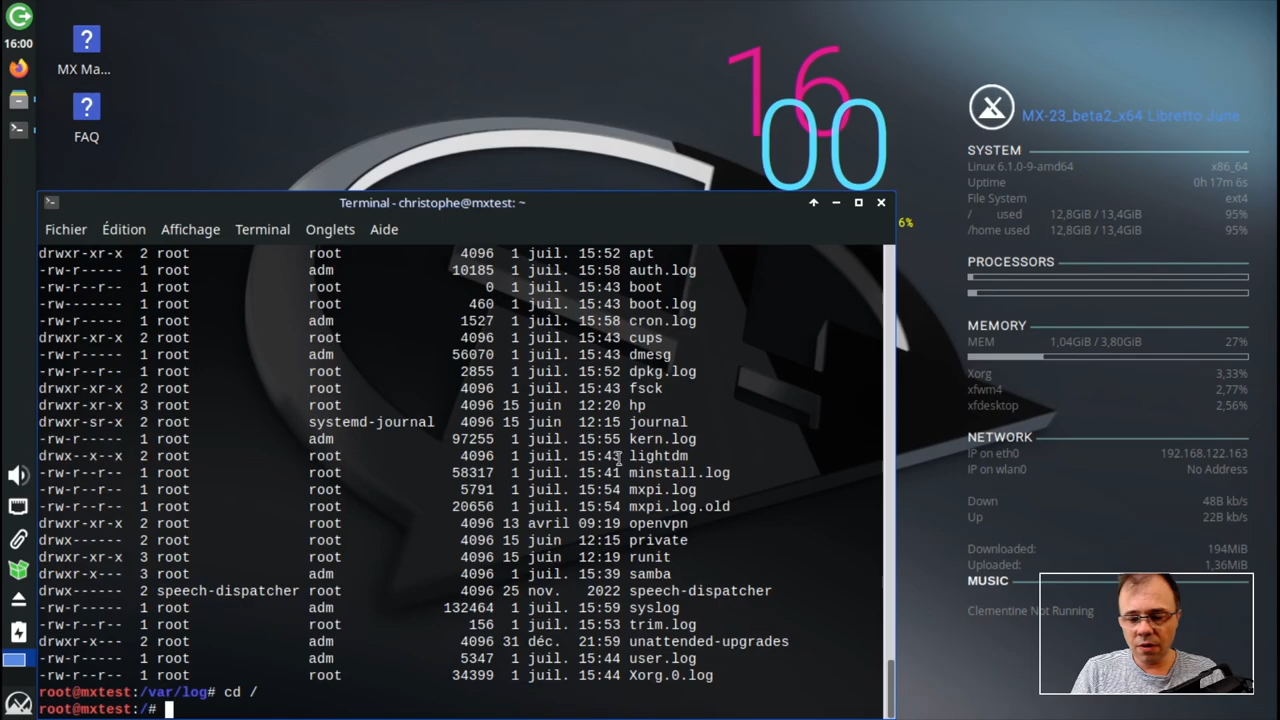 16:00
MX Ma...
FAQ
16
00
6%
MX-23_beta2_x64 Libretto June
SYSTEM
Linux 6.1.0-9-amd64 x86_64
Uptime 0h 17m 6s
File System ext4
/ used 12,8GiB / 13,4GiB 95%
/home used 12,8GiB / 13,4GiB 95%
PROCESSORS
MEMORY
MEM 1,04GiB / 3,80GiB 27%
Xorg 3,33%
xfwm4 2,77%
xfdesktop 2,56%
NETWORK
IP on eth0 192.168.122.163
IP on wlan0 No Address
Down 48B kb/s
Up 22B kb/s
Downloaded: 194MiB
Uploaded: 1,36MiB
MUSIC
Clementine Not Running
Terminal - christophe@mxtest: ~
Fichier Édition Affichage Terminal Onglets Aide
drwxr-xr-x 2 root root 4096 1 juil. 15:52 apt
-rw-r----- 1 root adm 10185 1 juil. 15:58 auth.log
-rw-r--r-- 1 root root 0 1 juil. 15:43 boot
-rw------- 1 root root 460 1 juil. 15:43 boot.log
-rw-r----- 1 root adm 1527 1 juil. 15:58 cron.log
drwxr-xr-x 2 root root 4096 1 juil. 15:43 cups
-rw-r----- 1 root adm 56070 1 juil. 15:43 dmesg
-rw-r--r-- 1 root root 2855 1 juil. 15:52 dpkg.log
drwxr-xr-x 2 root root 4096 1 juil. 15:43 fsck
drwxr-xr-x 3 root root 4096 15 juin 12:20 hp
drwxr-sr-x 2 root systemd-journal 4096 15 juin 12:15 journal
-rw-r----- 1 root adm 97255 1 juil. 15:55 kern.log
drwx--x--x 2 root root 4096 1 juil. 15:43 lightdm
-rw-r--r-- 1 root root 58317 1 juil. 15:41 minstall.log
-rw-r--r-- 1 root root 5791 1 juil. 15:54 mxpi.log
-rw-r--r-- 1 root root 20656 1 juil. 15:54 mxpi.log.old
drwxr-xr-x 2 root root 4096 13 avril 09:19 openvpn
drwx------ 2 root root 4096 15 juin 12:15 private
drwxr-xr-x 3 root root 4096 15 juin 12:19 runit
drwxr-x--- 3 root adm 4096 1 juil. 15:39 samba
drwx------ 2 speech-dispatcher root 4096 25 nov. 2022 speech-dispatcher
-rw-r----- 1 root adm 132464 1 juil. 15:59 syslog
-rw-r--r-- 1 root root 156 1 juil. 15:53 trim.log
drwxr-x--- 2 root adm 4096 31 déc. 21:59 unattended-upgrades
-rw-r----- 1 root adm 5347 1 juil. 15:44 user.log
-rw-r--r-- 1 root root 34399 1 juil. 15:44 Xorg.0.log
root@mxtest:/var/log# cd /
root@mxtest:/#